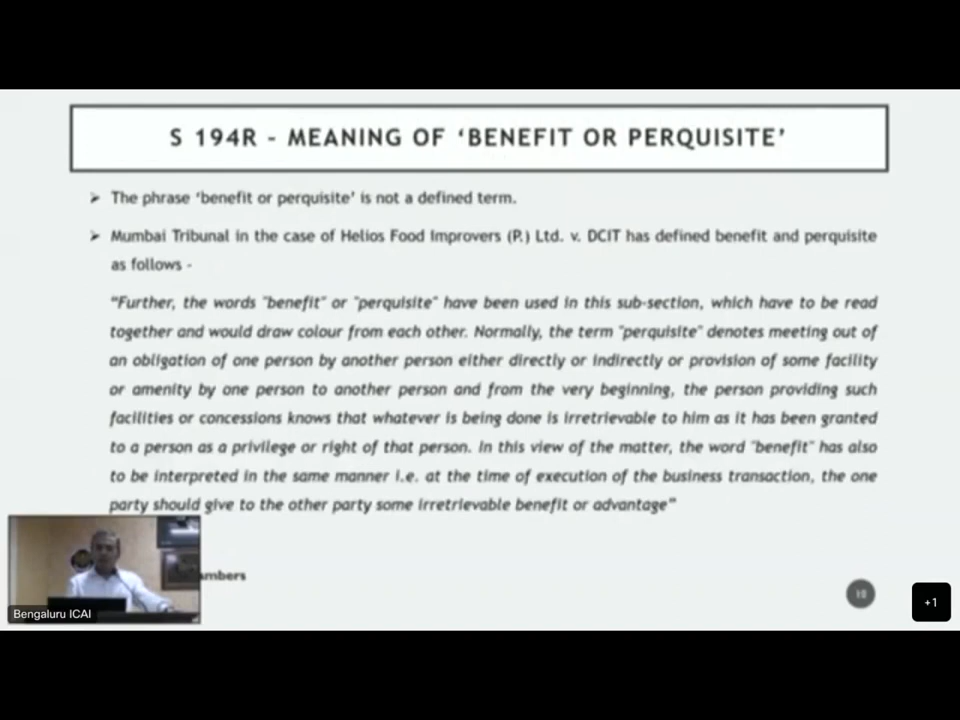 S 194R - MEANING OF ‘BENEFIT OR PERQUISITE’
➢ The phrase ‘benefit or perquisite’ is not a defined term.
➢ Mumbai Tribunal in the case of Helios Food Improvers (P.) Ltd. v. DCIT has defined benefit and perquisite
as follows -
“Further, the words "benefit" or "perquisite" have been used in this sub-section, which have to be read
together and would draw colour from each other. Normally, the term "perquisite" denotes meeting out of
an obligation of one person by another person either directly or indirectly or provision of some facility
or amenity by one person to another person and from the very beginning, the person providing such
facilities or concessions knows that whatever is being done is irretrievable to him as it has been granted
to a person as a privilege or right of that person. In this view of the matter, the word "benefit" has also
to be interpreted in the same manner i.e. at the time of execution of the business transaction, the one
party should give to the other party some irretrievable benefit or advantage”
ambers
Bengaluru ICAI
+1